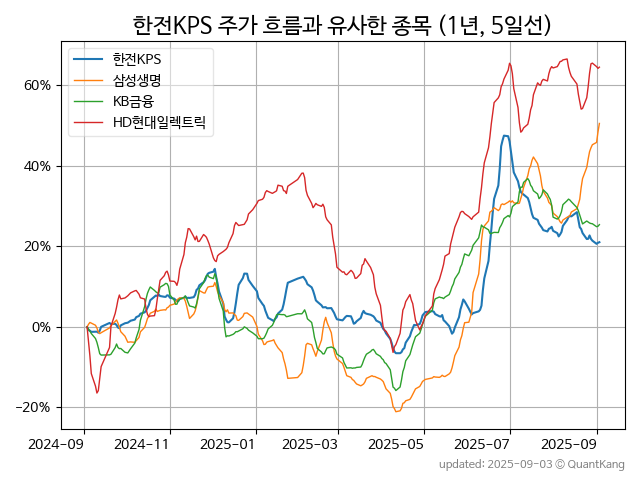 한전KPS 주가 흐름과 유사한 종목 (1년, 5일선)
한전KPS
삼성생명
KB금융
HD현대일렉트릭
60%
40%
20%
0%
−20%
2024-09 2024-11 2025-01 2025-03 2025-05 2025-07 2025-09
updated: 2025-09-03 © QuantKang